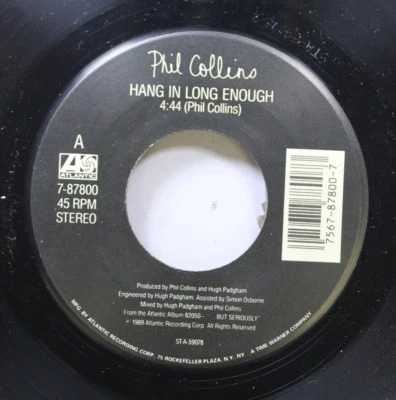 Phil Collins
HANG IN LONG ENOUGH
4:44 (Phil Collins)
A
ATLANTIC
7-87800
45 RPM
STEREO
7567-87800-7
Produced by Phil Collins and Hugh Padgham.
Engineered by Hugh Padgham. Assisted by Simon Osborne
Mixed by Hugh Padgham and Phil Collins.
From the Atlantic Album 82050- ...BUT SERIOUSLY
℗ 1989 Atlantic Recording Corp. All Rights Reserved
ST-A-59078
MFG BY ATLANTIC RECORDING CORP. 75 ROCKEFELLER PLAZA, N.Y., N.Y. A TIME WARNER COMPANY